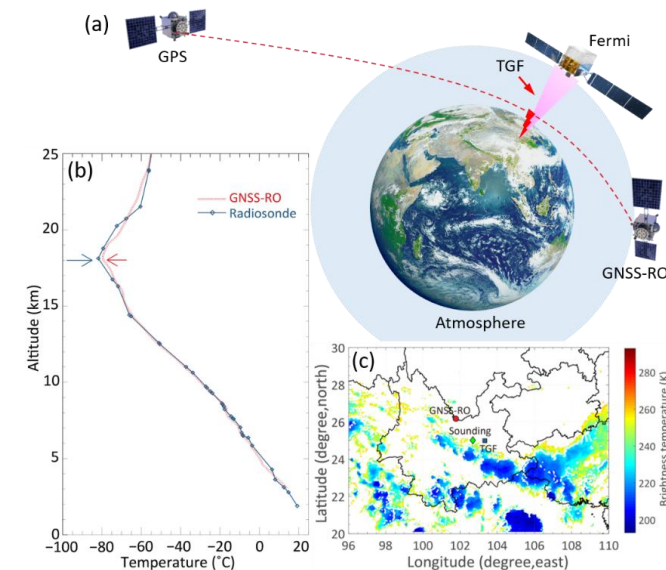 (a)
GPS
Fermi
TGF
GNSS-RO
Atmosphere
(b)
GNSS-RO
Radiosonde
25
20
15
10
5
0
Altitude (km)
−100 −80 −60 −40 −20 0 20
Temperature (˚C)
(c)
GNSS-RO
Sounding
TGF
30
28
26
24
22
20
Latitude (degree,north)
96 98 100 102 104 106 108 110
Longitude (degree,east)
280
260
240
220
200
Brightness temperature (K)